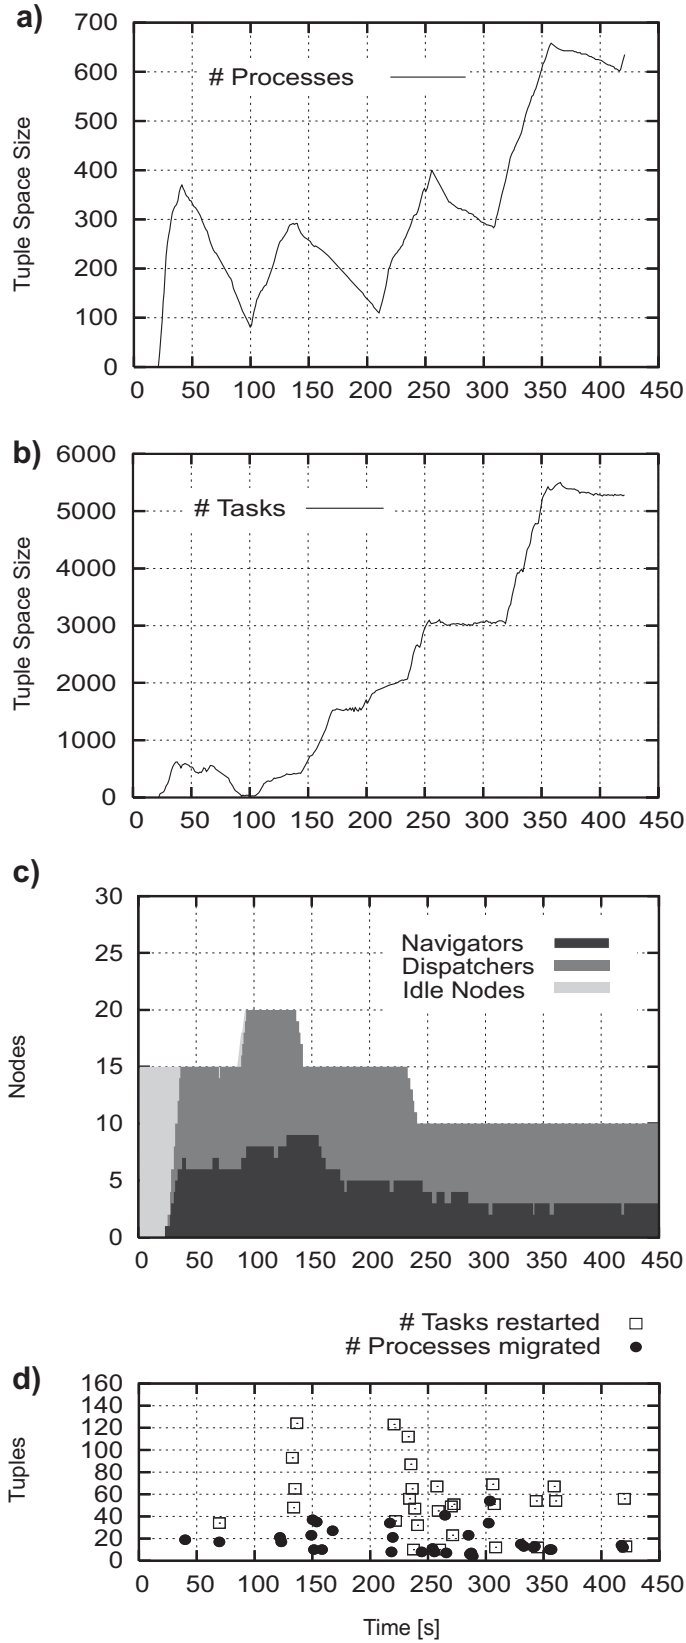 a)
700
600
500
400
300
200
100
0
# Processes
Tuple Space Size
0 50 100 150 200 250 300 350 400 450
b)
6000
5000
4000
3000
2000
1000
0
# Tasks
Tuple Space Size
0 50 100 150 200 250 300 350 400 450
c)
30
25
20
15
10
5
0
Navigators
Dispatchers
Idle Nodes
Nodes
0 50 100 150 200 250 300 350 400 450
# Tasks restarted
# Processes migrated
d)
160
140
120
100
80
60
40
20
0
Tuples
0 50 100 150 200 250 300 350 400 450
Time [s]